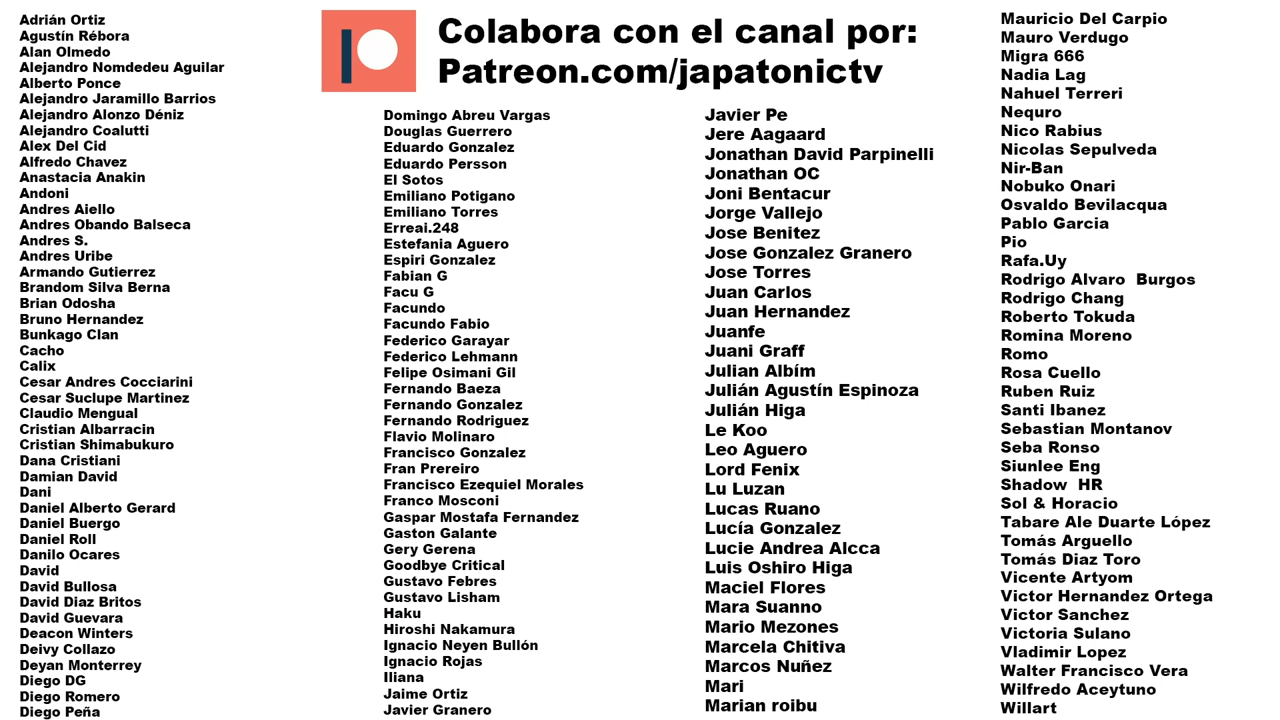 Adrián Ortiz
Agustín Rébora
Alan Olmedo
Alejandro Nomdedeu Aguilar
Alberto Ponce
Alejandro Jaramillo Barrios
Alejandro Alonzo Déniz
Alejandro Coalutti
Alex Del Cid
Alfredo Chavez
Anastacia Anakin
Andoni
Andres Aiello
Andres Obando Balseca
Andres S.
Andres Uribe
Armando Gutierrez
Brandom Silva Berna
Brian Odosha
Bruno Hernandez
Bunkago Clan
Cacho
Calix
Cesar Andres Cocciarini
Cesar Suclupe Martinez
Claudio Mengual
Cristian Albarracin
Cristian Shimabukuro
Dana Cristiani
Damian David
Dani
Daniel Alberto Gerard
Daniel Buergo
Daniel Roll
Danilo Ocares
David
David Bullosa
David Diaz Britos
David Guevara
Deacon Winters
Deivy Collazo
Deyan Monterrey
Diego DG
Diego Romero
Diego Peña
Colabora con el canal por:
Patreon.com/japatonictv
Domingo Abreu Vargas
Douglas Guerrero
Eduardo Gonzalez
Eduardo Persson
El Sotos
Emiliano Potigano
Emiliano Torres
Erreai.248
Estefania Aguero
Espiri Gonzalez
Fabian G
Facu G
Facundo
Facundo Fabio
Federico Garayar
Federico Lehmann
Felipe Osimani Gil
Fernando Baeza
Fernando Gonzalez
Fernando Rodriguez
Flavio Molinaro
Francisco Gonzalez
Fran Prereiro
Francisco Ezequiel Morales
Franco Mosconi
Gaspar Mostafa Fernandez
Gaston Galante
Gery Gerena
Goodbye Critical
Gustavo Febres
Gustavo Lisham
Haku
Hiroshi Nakamura
Ignacio Neyen Bullón
Ignacio Rojas
Iliana
Jaime Ortiz
Javier Granero
Javier Pe
Jere Aagaard
Jonathan David Parpinelli
Jonathan OC
Joni Bentacur
Jorge Vallejo
Jose Benitez
Jose Gonzalez Granero
Jose Torres
Juan Carlos
Juan Hernandez
Juanfe
Juani Graff
Julian Albím
Julián Agustín Espinoza
Julián Higa
Le Koo
Leo Aguero
Lord Fenix
Lu Luzan
Lucas Ruano
Lucía Gonzalez
Lucie Andrea Alcca
Luis Oshiro Higa
Maciel Flores
Mara Suanno
Mario Mezones
Marcela Chitiva
Marcos Nuñez
Mari
Marian roibu
Mauricio Del Carpio
Mauro Verdugo
Migra 666
Nadia Lag
Nahuel Terreri
Nequro
Nico Rabius
Nicolas Sepulveda
Nir-Ban
Nobuko Onari
Osvaldo Bevilacqua
Pablo Garcia
Pio
Rafa.Uy
Rodrigo Alvaro  Burgos
Rodrigo Chang
Roberto Tokuda
Romina Moreno
Romo
Rosa Cuello
Ruben Ruiz
Santi Ibanez
Sebastian Montanov
Seba Ronso
Siunlee Eng
Shadow  HR
Sol & Horacio
Tabare Ale Duarte López
Tomás Arguello
Tomás Diaz Toro
Vicente Artyom
Victor Hernandez Ortega
Victor Sanchez
Victoria Sulano
Vladimir Lopez
Walter Francisco Vera
Wilfredo Aceytuno
Willart